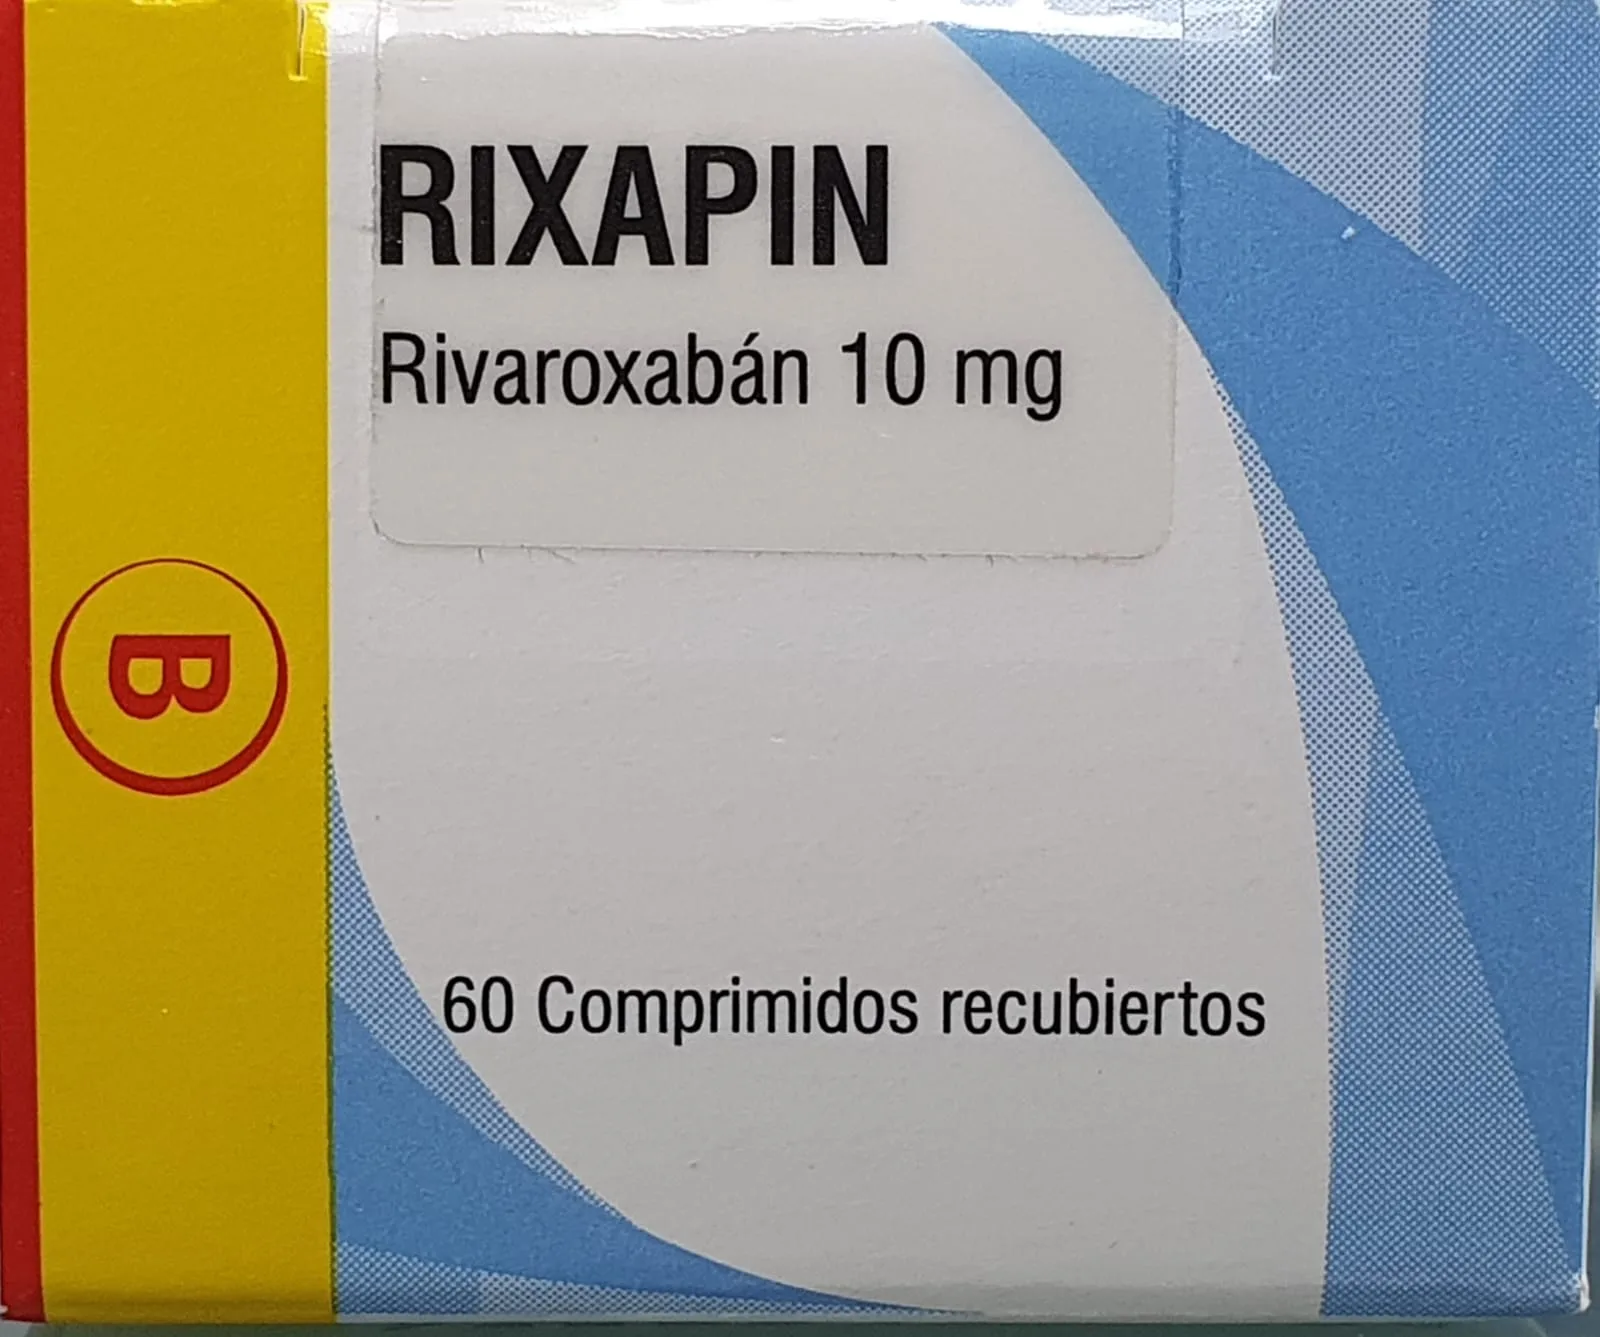 RIXAPIN
Rivaroxabán 10 mg
B
60 Comprimidos recubiertos